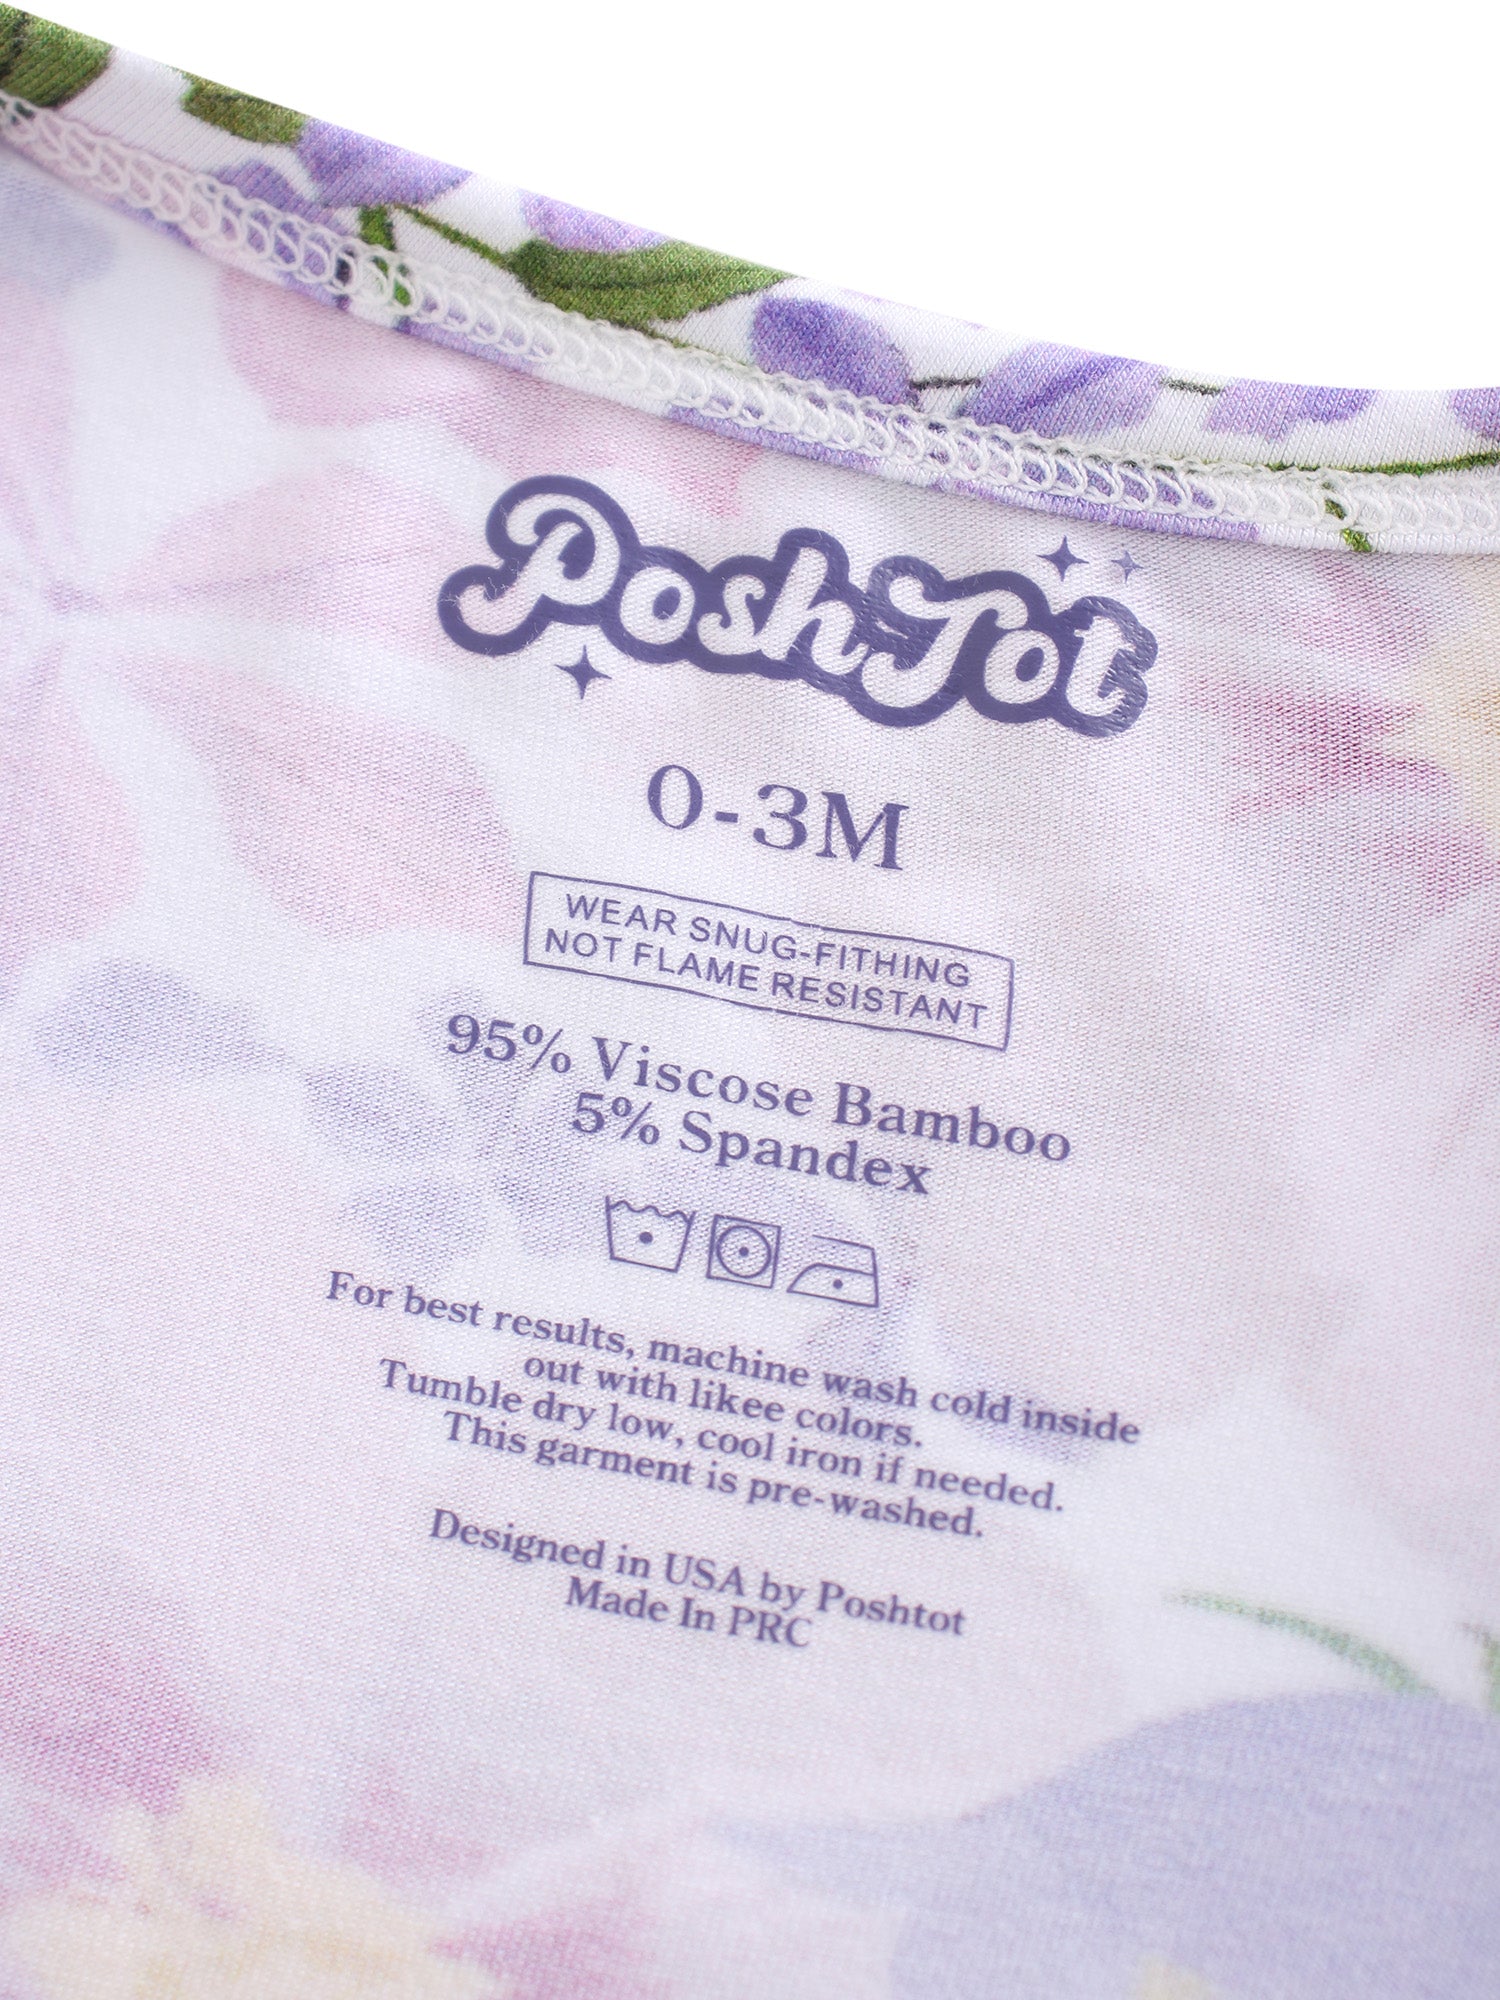 PoshTot
0-3M
WEAR SNUG-FITHING
NOT FLAME RESISTANT
95% Viscose Bamboo
5% Spandex
For best results, machine wash cold inside
out with likee colors.
Tumble dry low, cool iron if needed.
This garment is pre-washed.
Designed in USA by Poshtot
Made In PRC